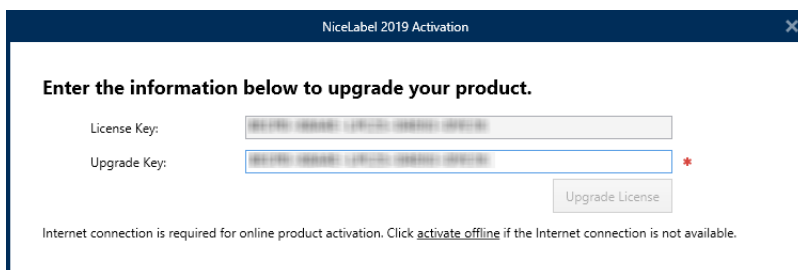 NiceLabel 2019 Activation
Enter the information below to upgrade your product.
License Key:
Upgrade Key: *
Upgrade License
Internet connection is required for online product activation. Click activate offline if the Internet connection is not available.